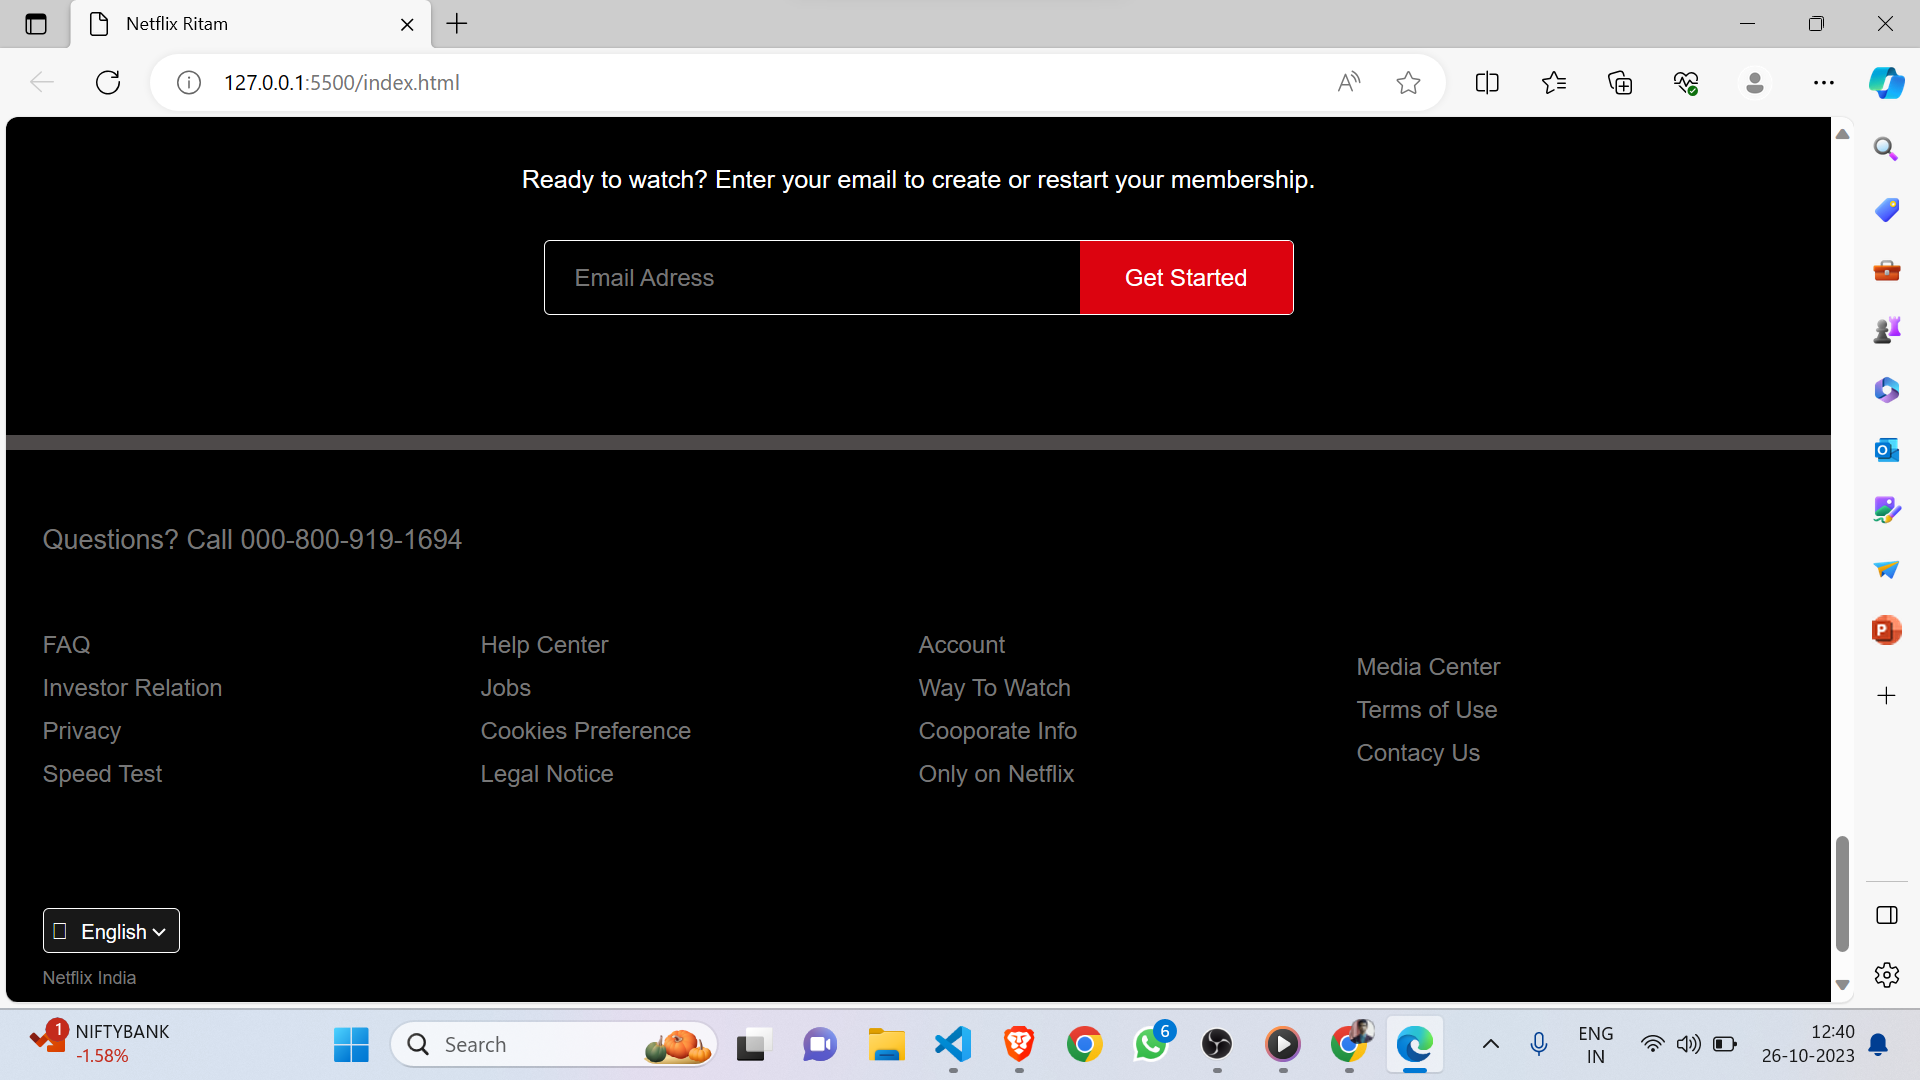 Netflix Ritam
127.0.0.1:5500/index.html
Ready to watch? Enter your email to create or restart your membership.
Email Adress
Get Started
Questions? Call 000-800-919-1694
FAQ
Investor Relation
Privacy
Speed Test
Help Center
Jobs
Cookies Preference
Legal Notice
Account
Way To Watch
Cooporate Info
Only on Netflix
Media Center
Terms of Use
Contacy Us
English
Netflix India
1
NIFTYBANK
-1.58%
Search
6
ENG
IN
12:40
26-10-2023